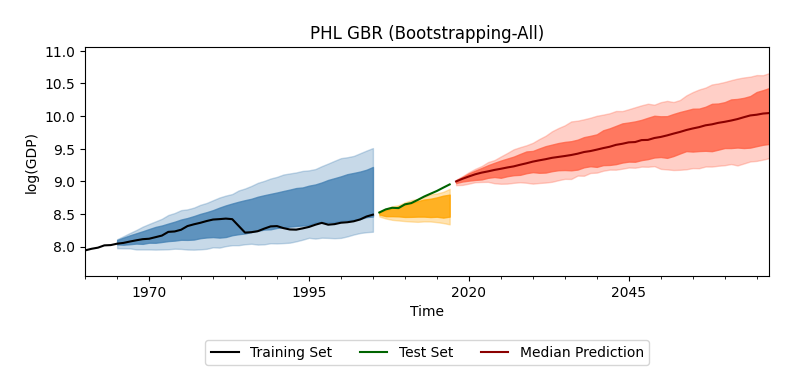 PHL GBR (Bootstrapping-All)
11.0
10.5
10.0
9.5
9.0
8.5
8.0
log(GDP)
1970 1995 2020 2045
Time
Training Set Test Set Median Prediction